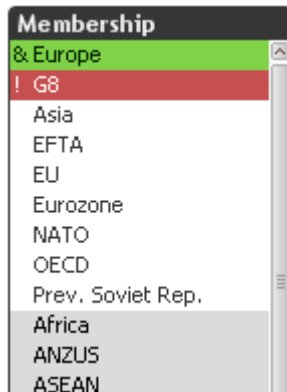 Membership
& Europe
! G8
Asia
EFTA
EU
Eurozone
NATO
OECD
Prev. Soviet Rep.
Africa
ANZUS
ASEAN